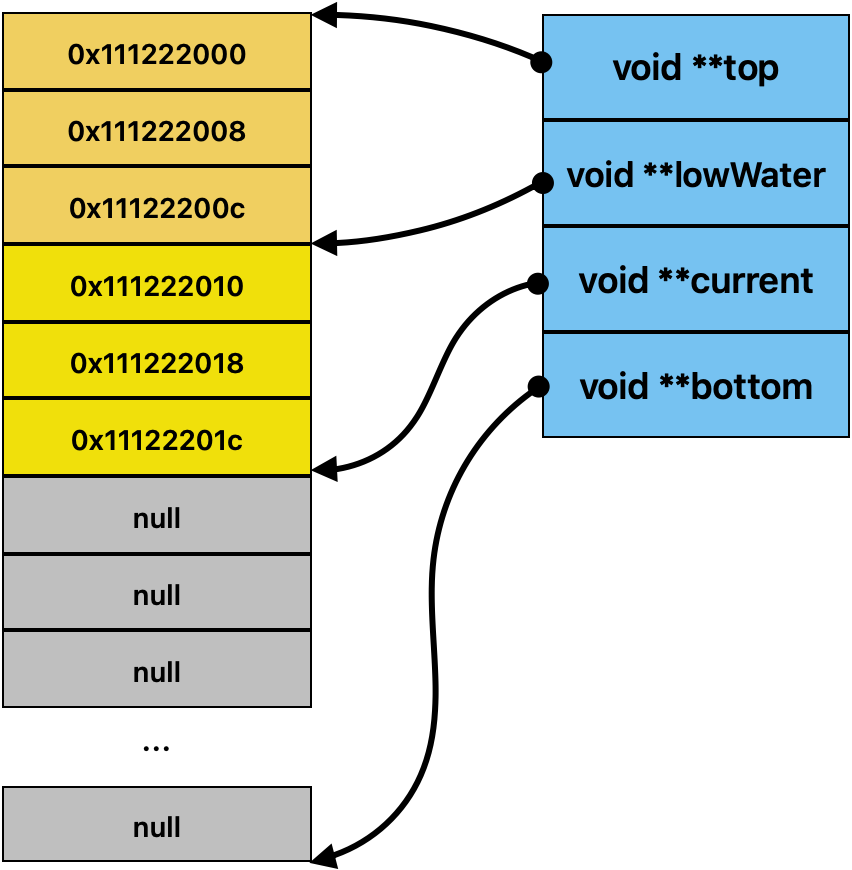 0x111222000
0x111222008
0x11122200c
0x111222010
0x111222018
0x11122201c
null
null
null
...
null
void **top
void **lowWater
void **current
void **bottom